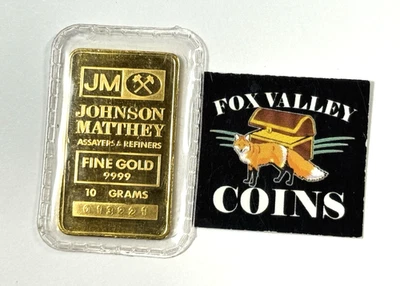 JM
JOHNSON
MATTHEY
ASSAYERS & REFINERS
FINE GOLD
9999
10 GRAMS
FOX VALLEY
COINS